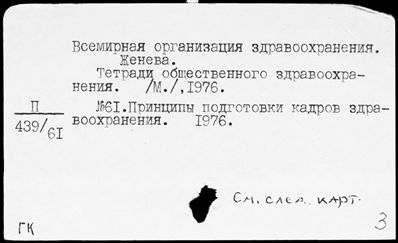 Всемирная организация здравоохранения.
Женева.
Тетради общественного здравоохра-
нения. /М./,1976.
П
439/61
№61.Принципы подготовки кадров здра-
воохранения. 1976.
См. след. карт.
3
ГК